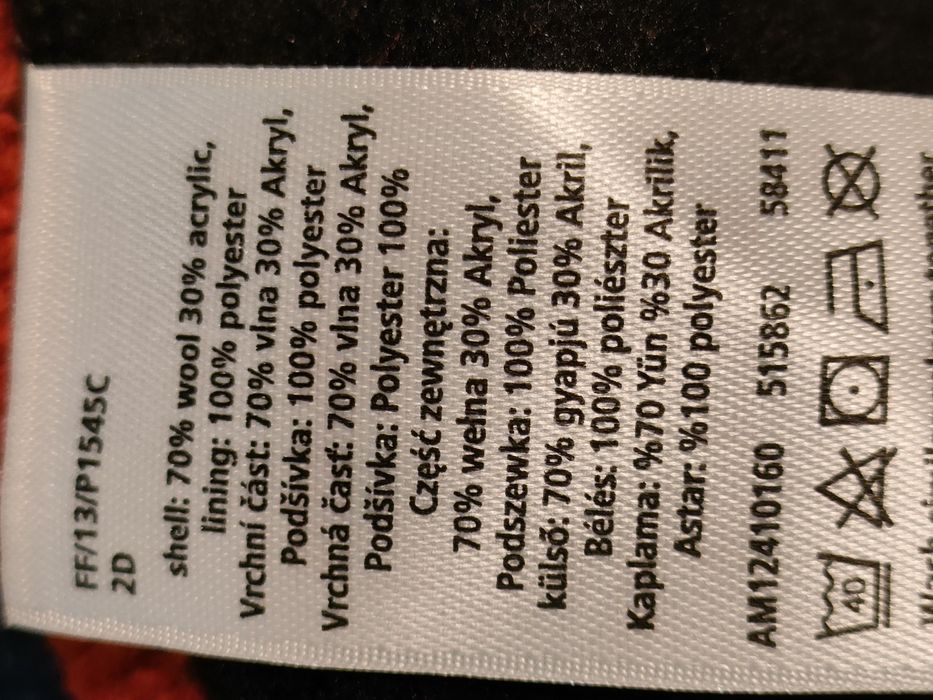 FF/13/P1545C
2D
shell: 70% wool 30% acrylic,
lining: 100% polyester
Vrchní část: 70% vlna 30% Akryl,
Podšívka: 100% polyester
Vrchná časť: 70% vlna 30% Akryl,
Podšívka: Polyester 100%
Część zewnętrzna:
70% wełna 30% Akryl,
Podszewka: 100% Poliester
külső: 70% gyapjú 30% Akril,
Bélés: 100% poliészter
Kaplama: %70 Yün %30 Akrilik,
Astar: %100 polyester
AM12410160 515862 58411
40